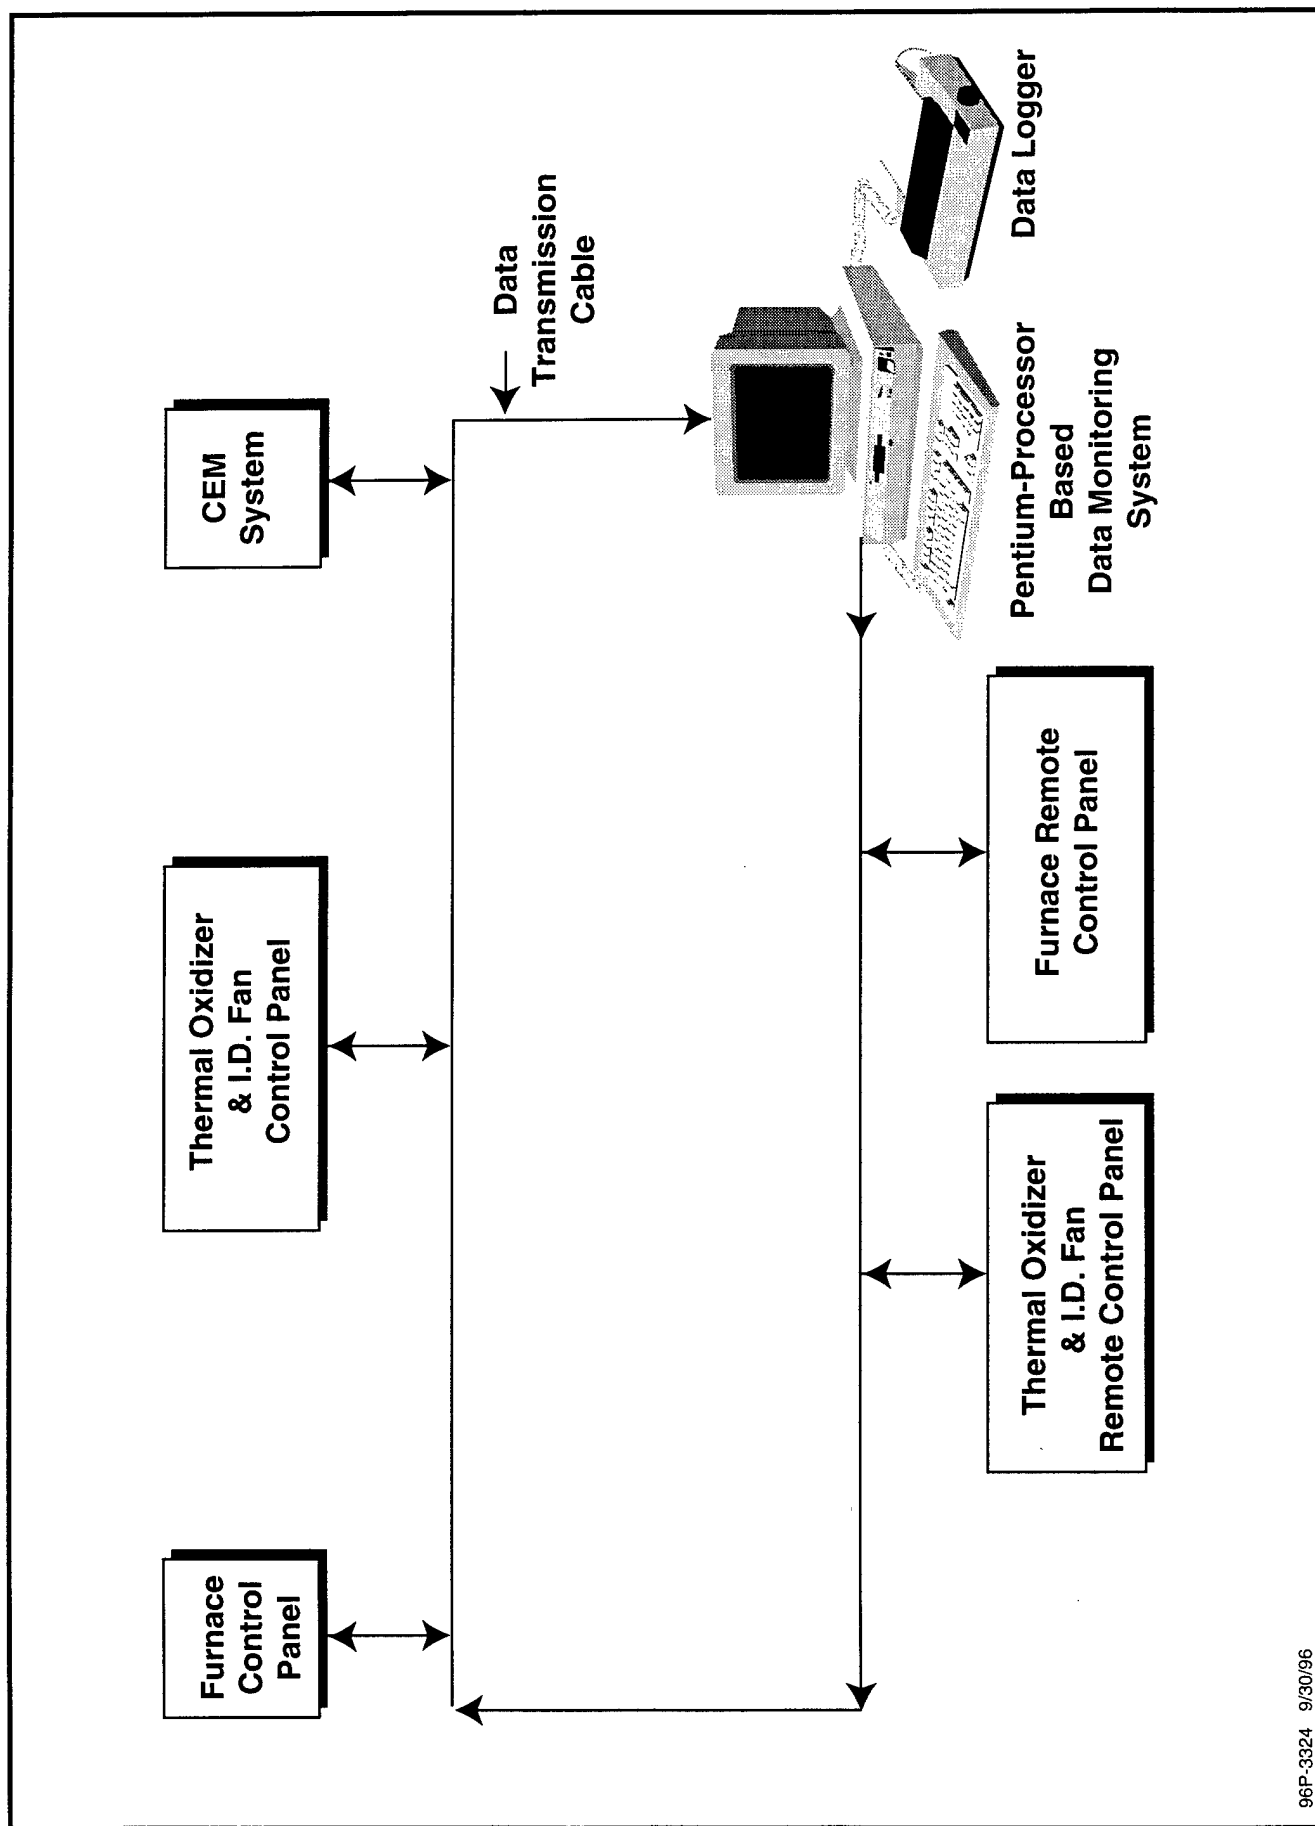 Furnace
Control
Panel
Thermal Oxidizer
& I.D. Fan
Control Panel
CEM
System
Data
Transmission
Cable
Thermal Oxidizer
& I.D. Fan
Remote Control Panel
Furnace Remote
Control Panel
Pentium-Processor
Based
Data Monitoring
System
Data Logger
96P-3324 9/30/96